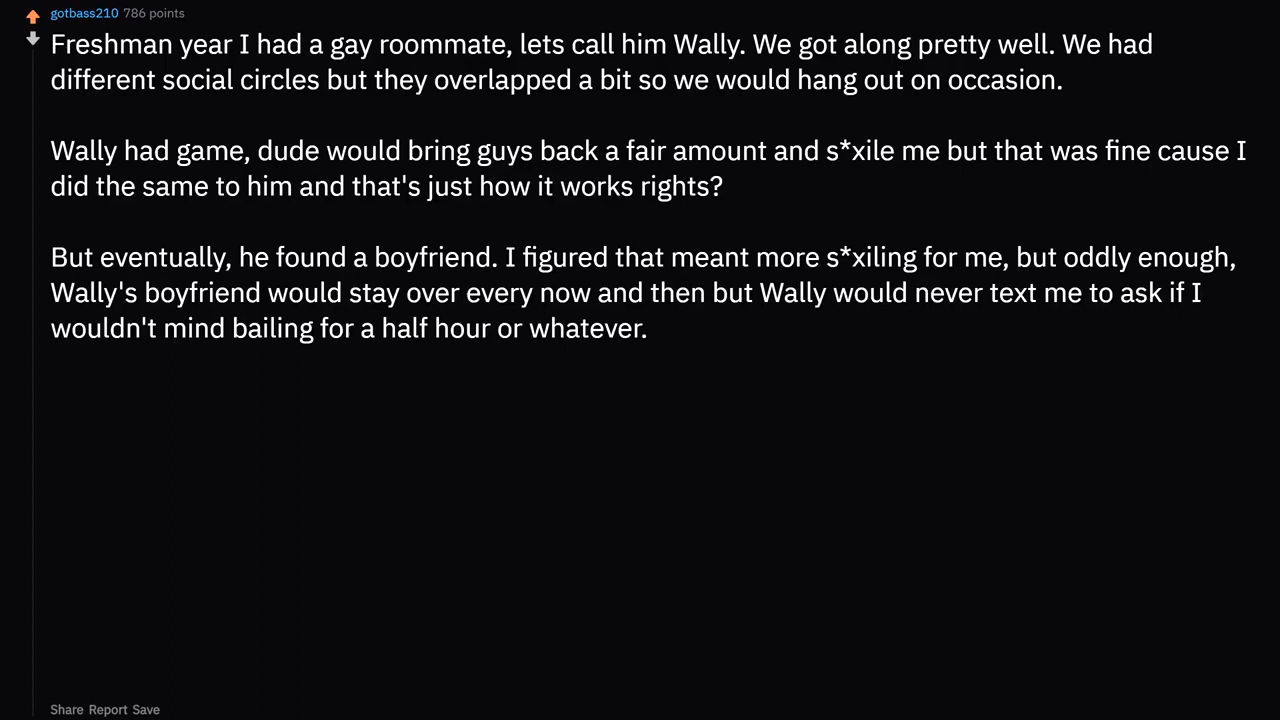 gotbass210 786 points
Freshman year I had a gay roommate, lets call him Wally. We got along pretty well. We had
different social circles but they overlapped a bit so we would hang out on occasion.
Wally had game, dude would bring guys back a fair amount and s*xile me but that was fine cause I
did the same to him and that's just how it works rights?
But eventually, he found a boyfriend. I figured that meant more s*xiling for me, but oddly enough,
Wally's boyfriend would stay over every now and then but Wally would never text me to ask if I
wouldn't mind bailing for a half hour or whatever.
Share Report Save